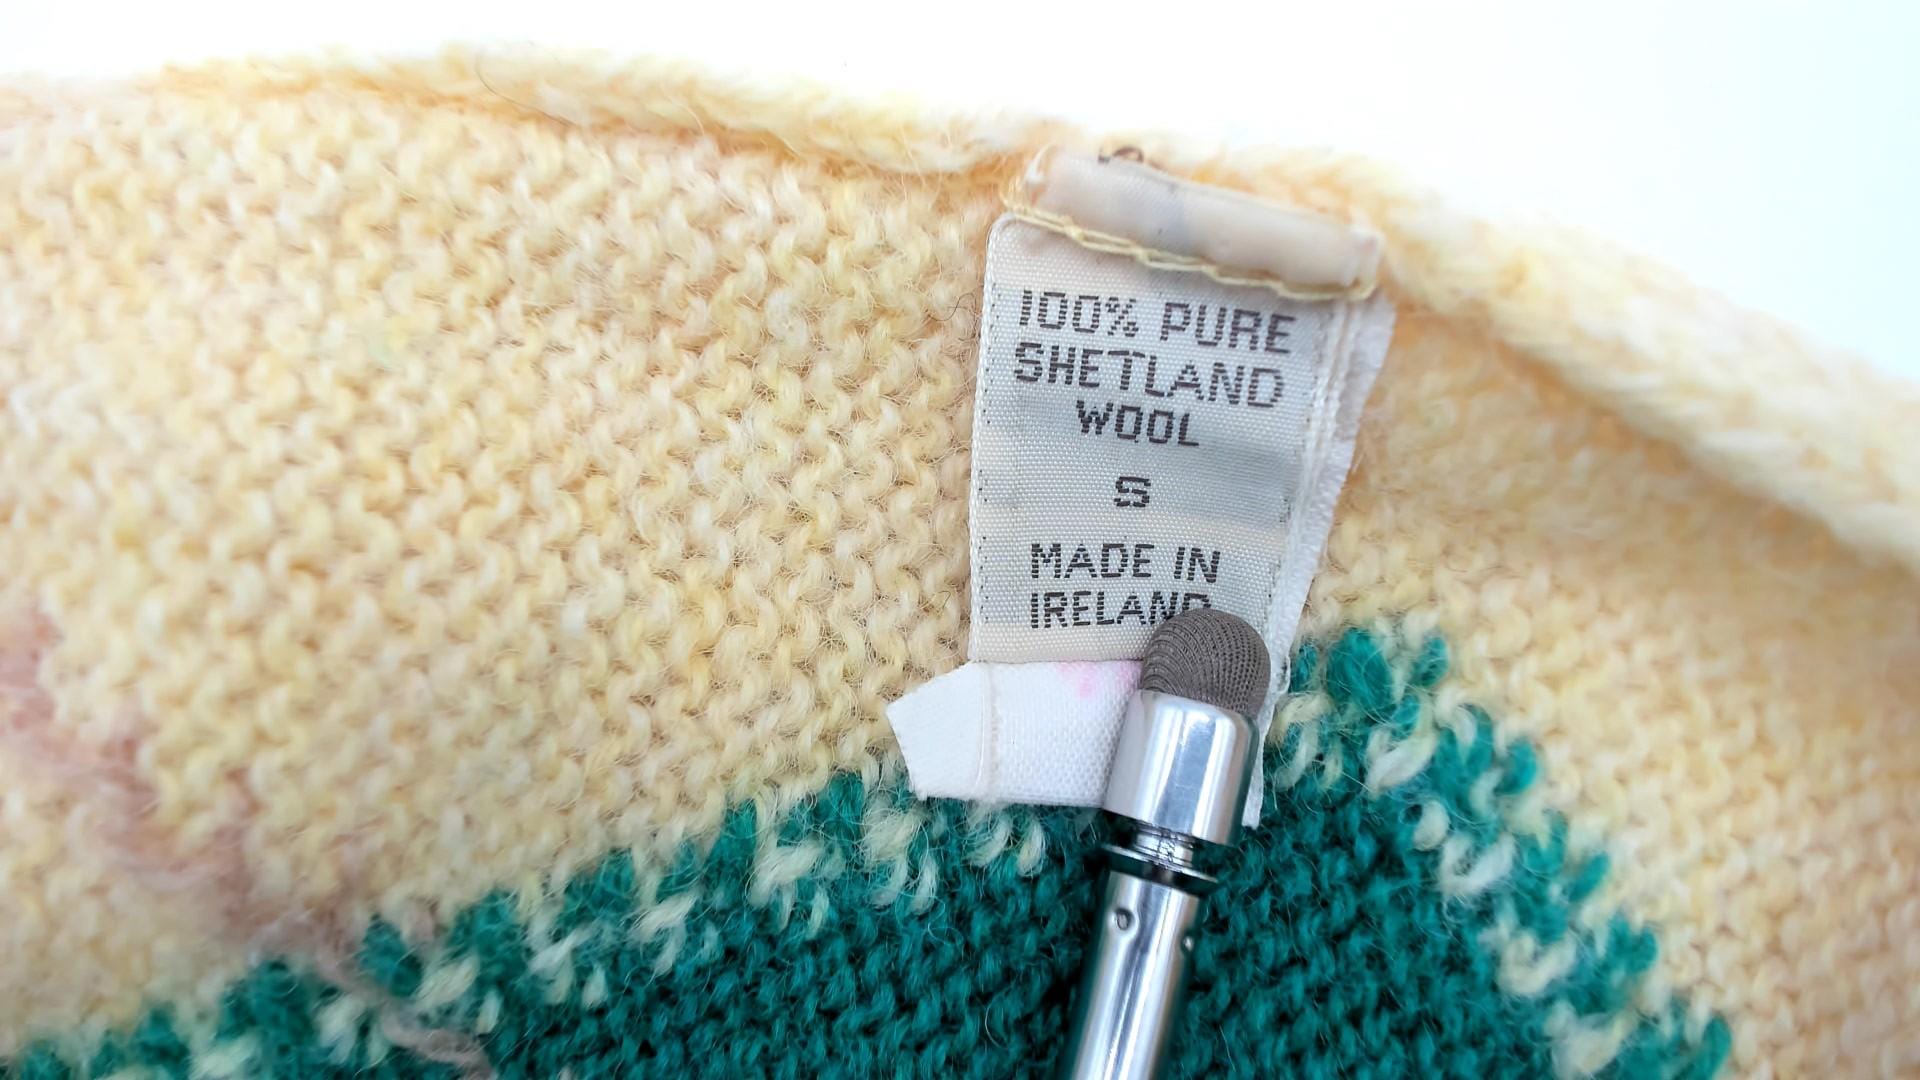 100% PURE
SHETLAND
WOOL
S
MADE IN
IRELAND